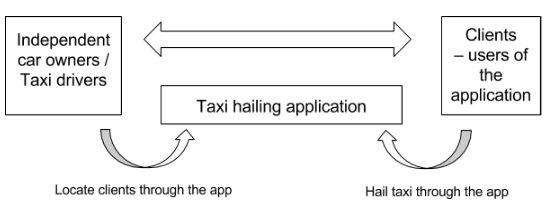 Independent
car owners /
Taxi drivers
Clients
– users of
the
application
Taxi hailing application
Locate clients through the app
Hail taxi through the app